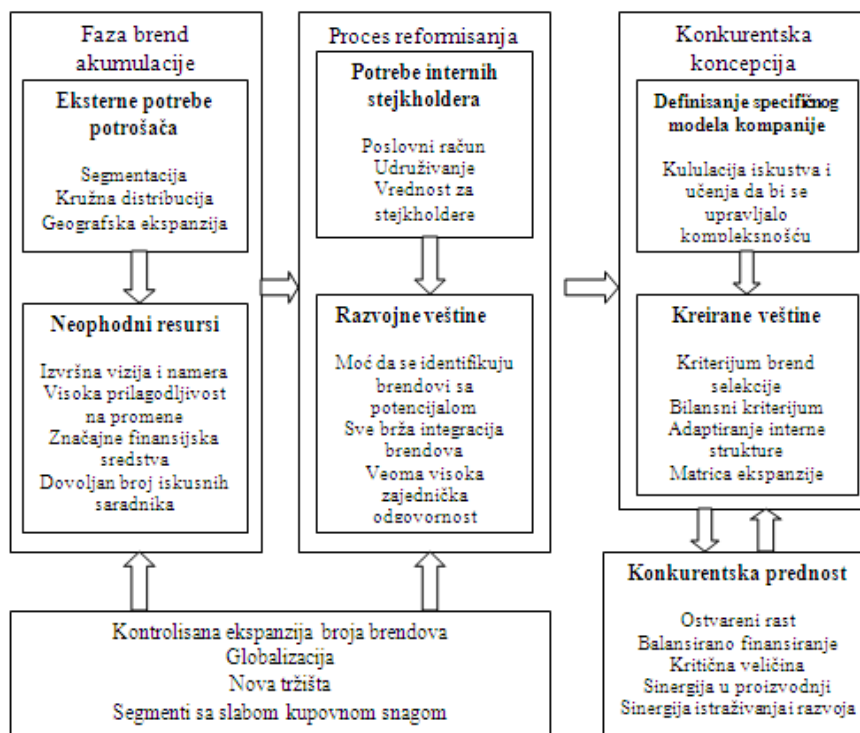 Faza brend
akumulacije
Eksterne potrebe
potrošača
Segmentacija
Kružna distribucija
Geografska ekspanzija
Neophodni resursi
Izvršna vizija i namera
Visoka prilagodljivost
na promene
Značajne finansijska
sredstva
Dovoljan broj iskusnih
saradnika
Proces reformisanja
Potrebe internih
stejkholdera
Poslovni račun
Udruživanje
Vrednost za
stejkholdere
Razvojne veštine
Moć da se identifikuju
brendovi sa
potencijalom
Sve brža integracija
brendova
Veoma visoka
zajednička
odgovornost
Konkurentska
koncepcija
Definisanje specifičnog
modela kompanije
Kululacija iskustva i
učenja da bi se
upravljalo
kompleksnošću
Kreirane veštine
Kriterijum brend
selekcije
Bilansni kriterijum
Adaptiranje interne
strukture
Matrica ekspanzije
Kontrolisana ekspanzija broja brendova
Globalizacija
Nova tržišta
Segmenti sa slabom kupovnom snagom
Konkurentska prednost
Ostvareni rast
Balansirano finansiranje
Kritična veličina
Sinergija u proizvodnji
Sinergija istraživanja i razvoja